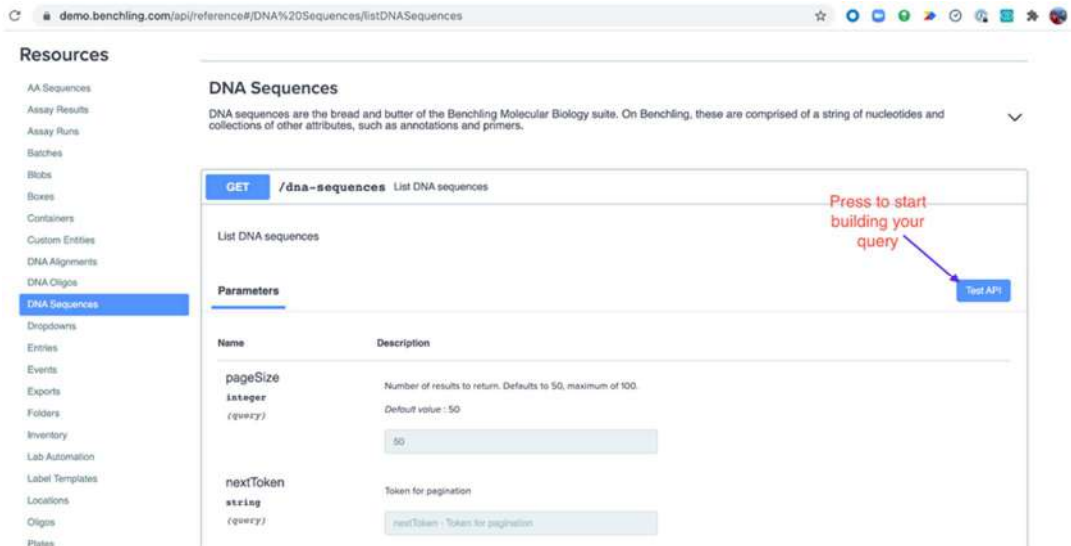 demo.benchling.com/api/reference#/DNA%20Sequences/listDNASequences
Resources
AA Sequences
Assay Results
Assay Runs
Batches
Blobs
Boxes
Containers
Custom Entities
DNA Alignments
DNA Oligos
DNA Sequences
Dropdowns
Entries
Events
Exports
Folders
Inventory
Lab Automation
Label Templates
Locations
Oligos
Plates
DNA Sequences
DNA sequences are the bread and butter of the Benchling Molecular Biology suite. On Benchling, these are comprised of a string of nucleotides and
collections of other attributes, such as annotations and primers.
GET /dna-sequences List DNA sequences
Press to start
building your
query
List DNA sequences
Parameters
Test API
Name Description
pageSize
integer
(query)
Number of results to return. Defaults to 50, maximum of 100.
Default value : 50
50
nextToken
string
(query)
Token for pagination
nextToken - Token for pagination